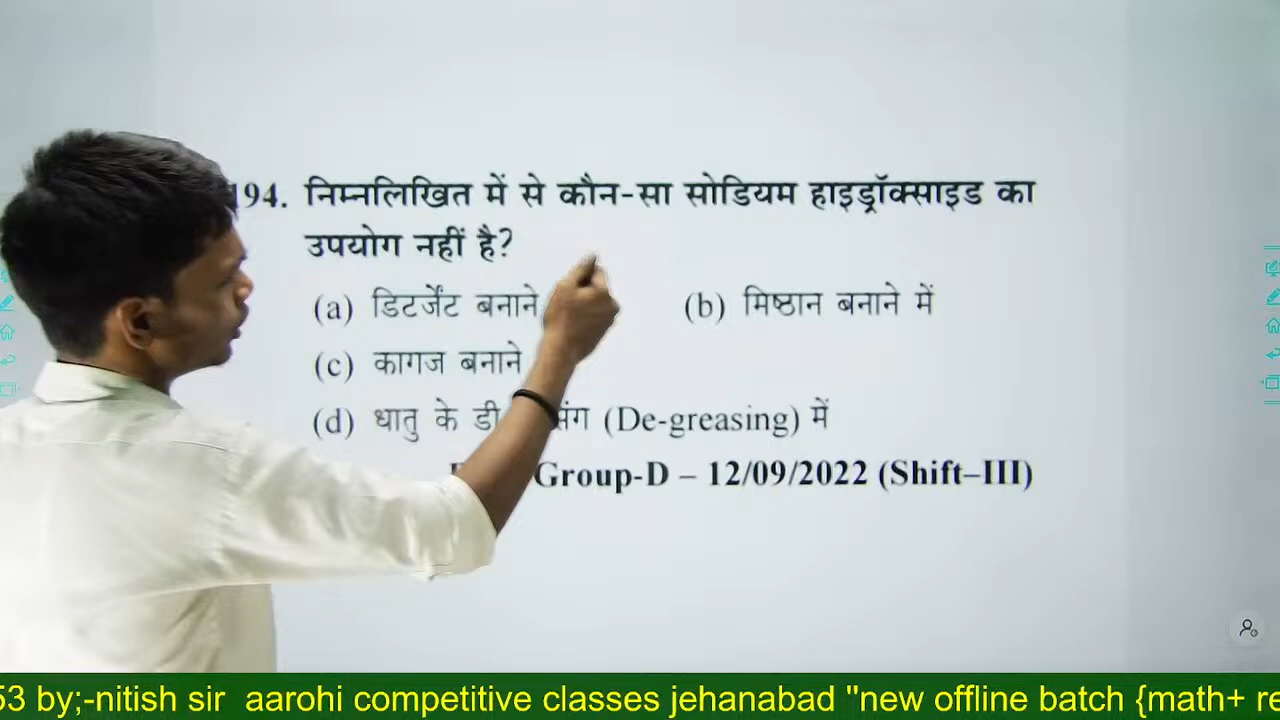 194. निम्नलिखित में से कौन-सा सोडियम हाइड्रॉक्साइड का
उपयोग नहीं है?
(a) डिटर्जेंट बनाने (b) मिष्ठान बनाने में
(c) कागज बनाने
(d) धातु के (De-greasing) में
Group-D – 12/09/2022 (Shift–III)
53 by;-nitish sir aarohi competitive classes jehanabad "new offline batch {math+